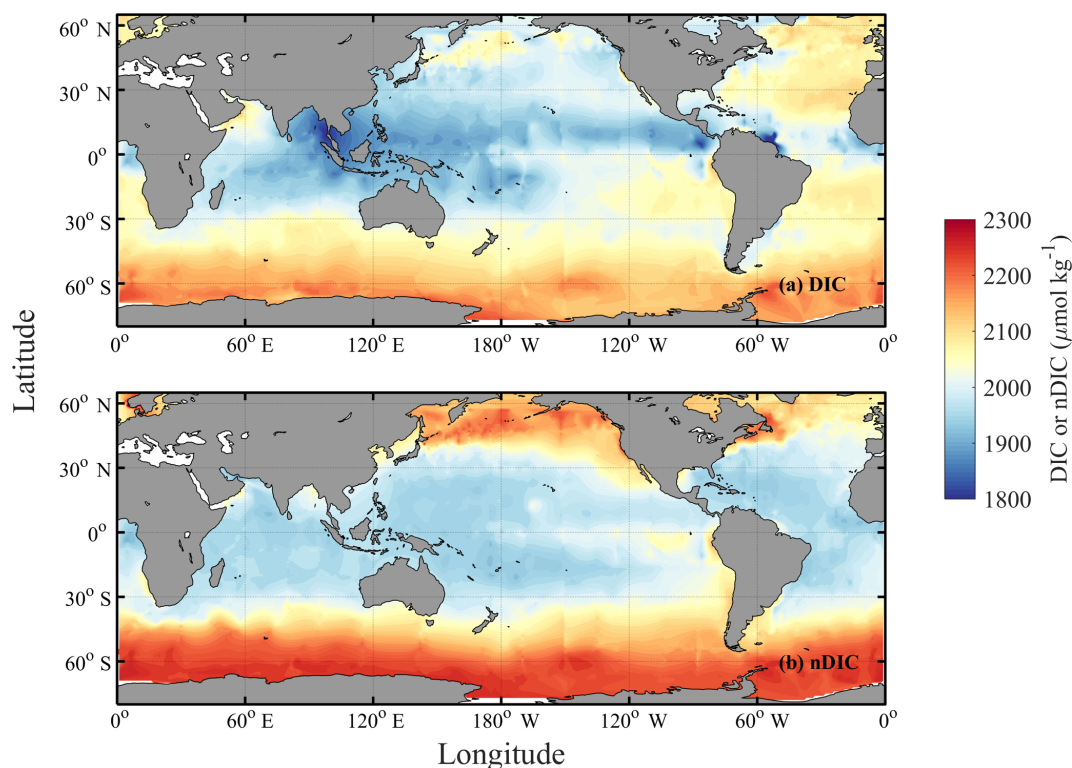 60° N
30° N
0°
30° S
60° S
(a) DIC
0° 60° E 120° E 180° W 120° W 60° W 0°
60° N
30° N
0°
30° S
60° S
(b) nDIC
0° 60° E 120° E 180° W 120° W 60° W 0°
Latitude
Longitude
2300
2200
2100
2000
1900
1800
DIC or nDIC (μmol kg⁻¹)